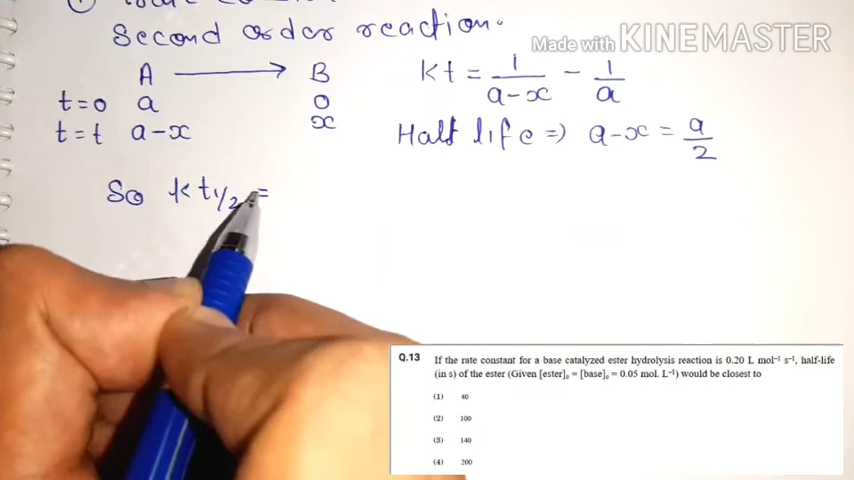 Second order reaction.
Made with KINEMASTER
A ⟶ B
kt = 1/(a-x) - 1/a
t=0 a 0
t=t a-x x
Half life => a-x = a/2
So kt1/2 =
Q.13 If the rate constant for a base catalyzed ester hydrolysis reaction is 0.20 L mol⁻¹ s⁻¹, half-life
(in s) of the ester (Given [ester]₀ = [base]₀ = 0.05 mol. L⁻¹) would be closest to
(1) 40
(2) 100
(3) 140
(4) 200